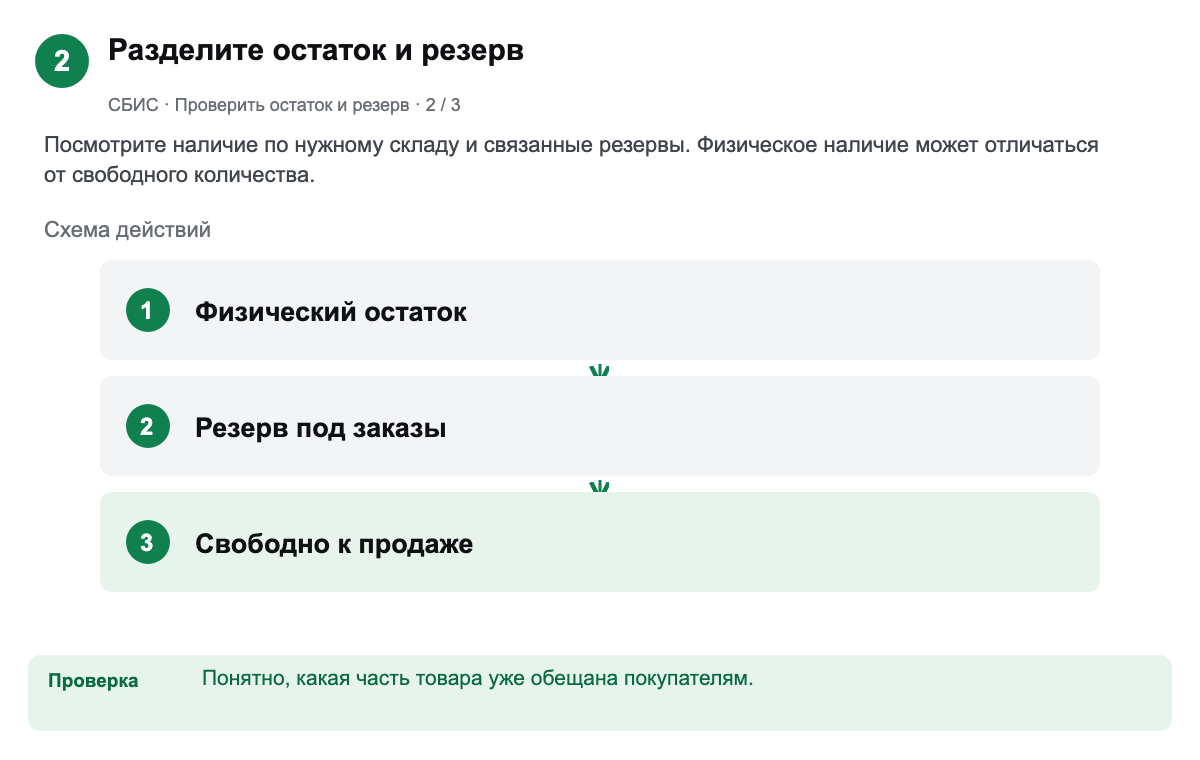 2
Разделите остаток и резерв
СБИС · Проверить остаток и резерв · 2 / 3
Посмотрите наличие по нужному складу и связанные резервы. Физическое наличие может отличаться
от свободного количества.
Схема действий
1 Физический остаток
2 Резерв под заказы
3 Свободно к продаже
Проверка Понятно, какая часть товара уже обещана покупателям.